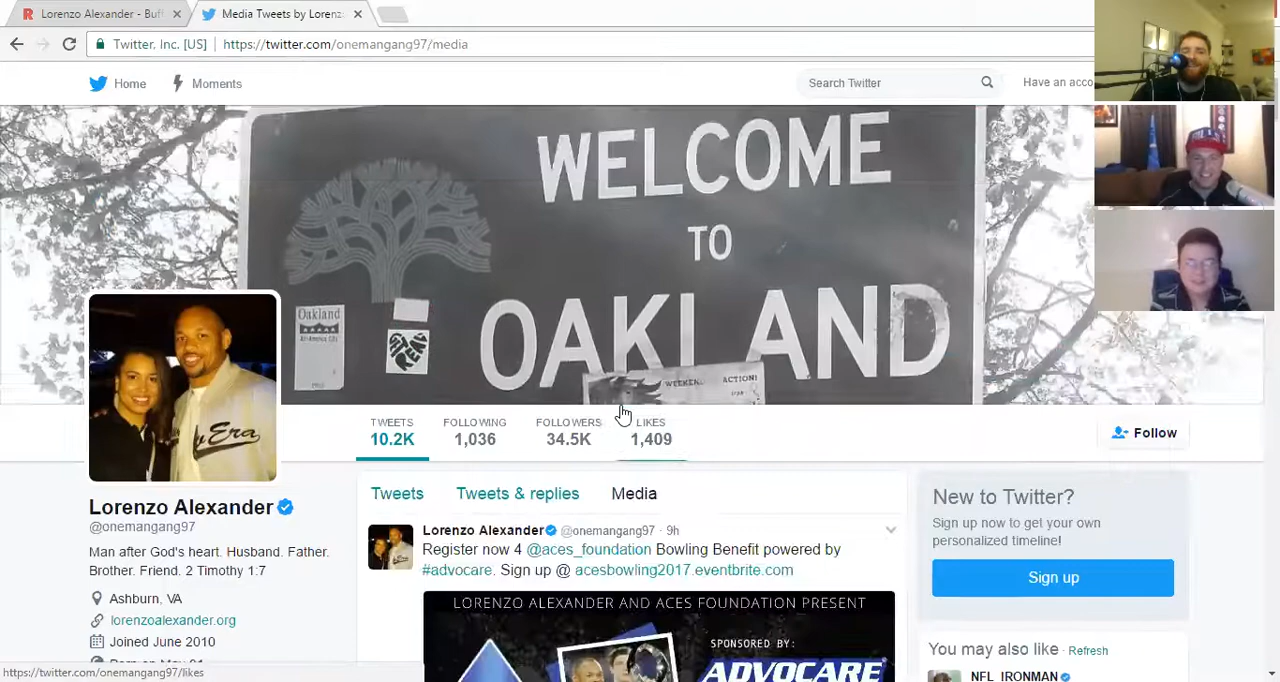 Lorenzo Alexander - Buff
Media Tweets by Lorenz
Twitter, Inc. [US]
https://twitter.com/onemangang97/media
Home
Moments
Search Twitter
Have an acco
WELCOME
TO
OAKLAND
Oakland
WEEKEND ACTION!
TWEETS
10.2K
FOLLOWING
1,036
FOLLOWERS
34.5K
LIKES
1,409
Follow
Lorenzo Alexander
@onemangang97
Man after God's heart. Husband. Father.
Brother. Friend. 2 Timothy 1:7
Ashburn, VA
lorenzoalexander.org
Joined June 2010
Tweets
Tweets & replies
Media
Lorenzo Alexander @onemangang97 · 9h
Register now 4 @aces_foundation Bowling Benefit powered by
#advocare. Sign up @ acesbowling2017.eventbrite.com
LORENZO ALEXANDER AND ACES FOUNDATION PRESENT
SPONSORED BY:
ADVOCARE
New to Twitter?
Sign up now to get your own
personalized timeline!
Sign up
You may also like · Refresh
NFL_IRONMAN
https://twitter.com/onemangang97/likes